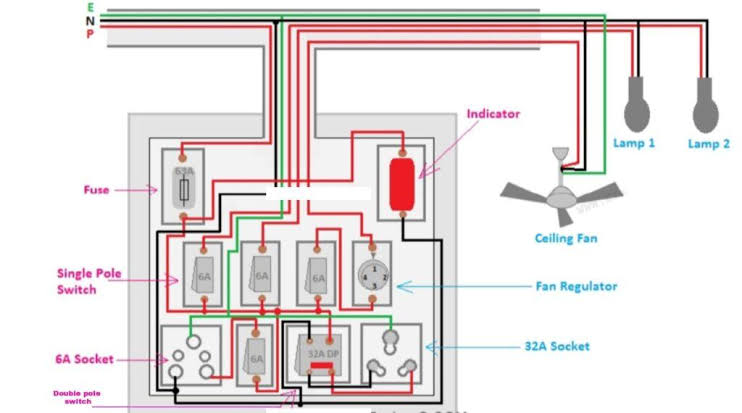 E
N
P
Indicator
Lamp 1
Lamp 2
63A
Fuse
Ceiling Fan
Single Pole
Switch
6A
6A
6A
1
4
2
3
Fan Regulator
6A Socket
6A
32A DP
32A Socket
Double pole
switch